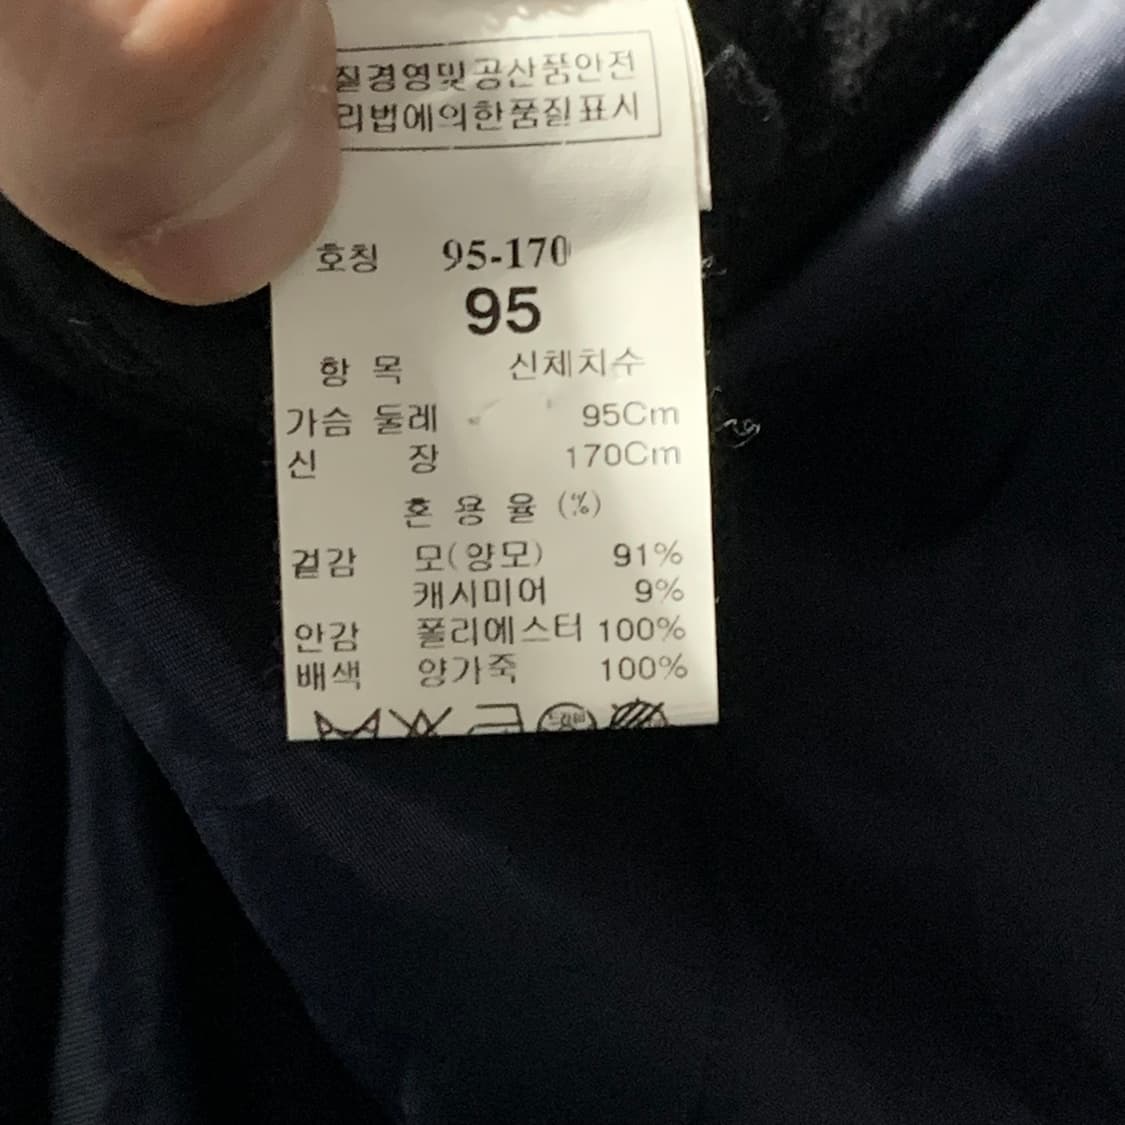 질경영및공산품안전
리법에의한품질표시
호칭 95-170
95
항 목 신체치수
가슴 둘레 95Cm
신 장 170Cm
혼 용 율 (%)
겉감 모(양모) 91%
캐시미어 9%
안감 폴리에스터 100%
배색 양가죽 100%